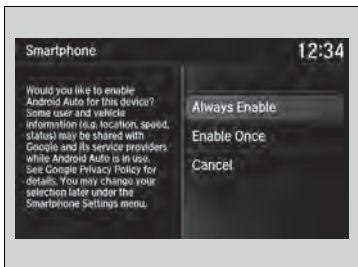 Smartphone
12:34
Would you like to enable
Android Auto for this device?
Some user and vehicle
information (e.g. location, speed,
status) may be shared with
Google and its service providers
while Android Auto is in use.
See Google Privacy Policy for
details. You may change your
selection later under the
Smartphone Settings menu.
Always Enable
Enable Once
Cancel